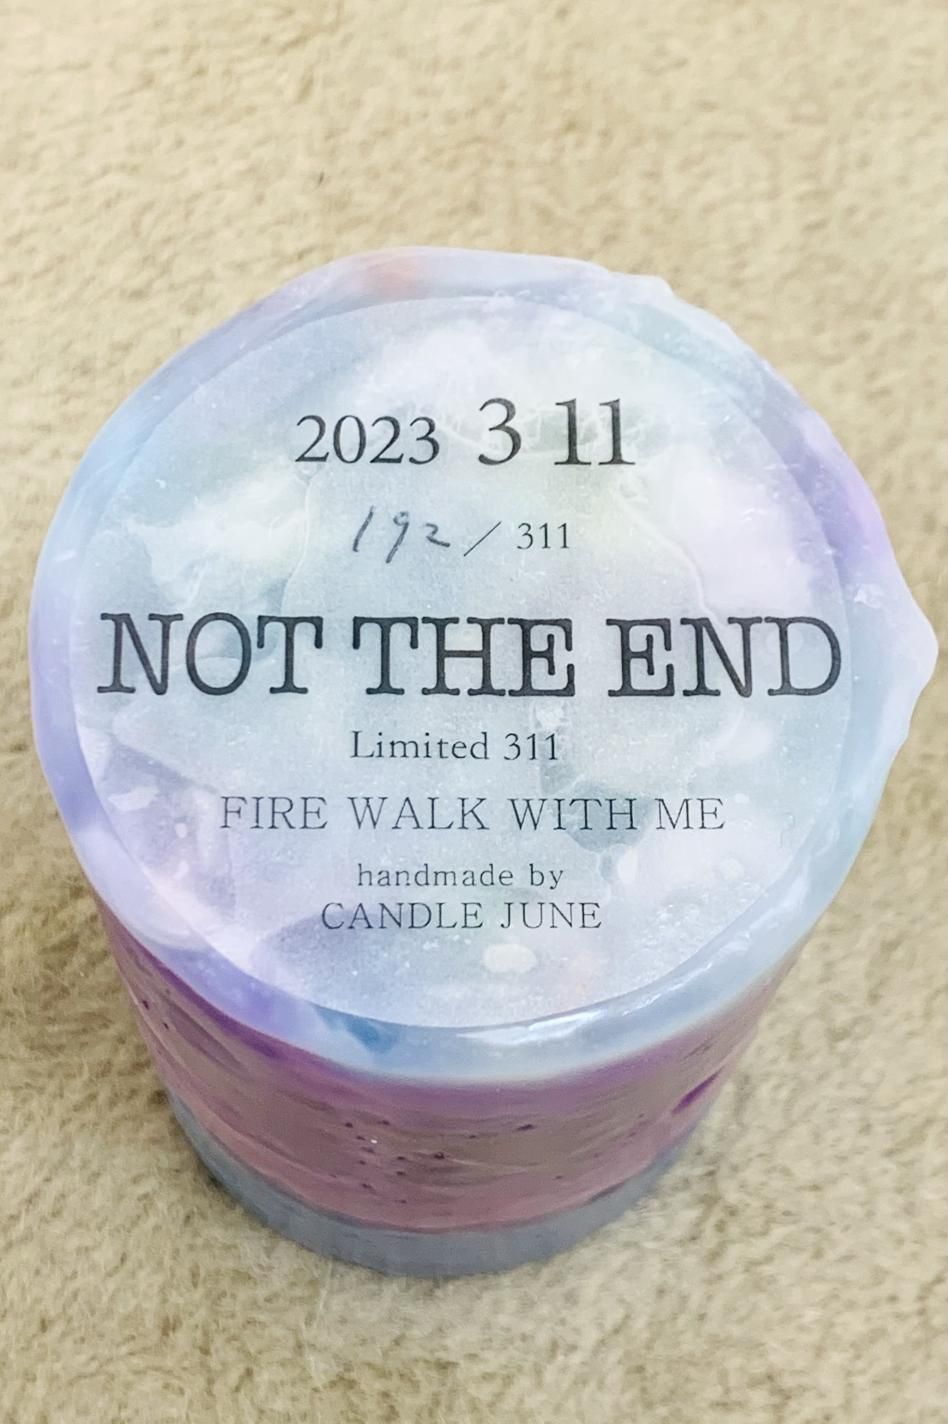 2023 3 11
192 / 311
NOT THE END
Limited 311
FIRE WALK WITH ME
handmade by
CANDLE JUNE